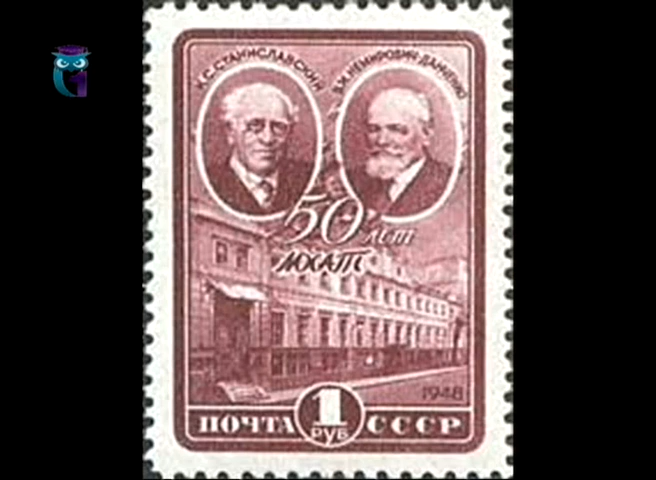 К.С. СТАНИСЛАВСКИЙ
В.И. НЕМИРОВИЧ-ДАНЧЕНКО
50 лет
МХАТ
1948
ПОЧТА 1 РУБ СССР